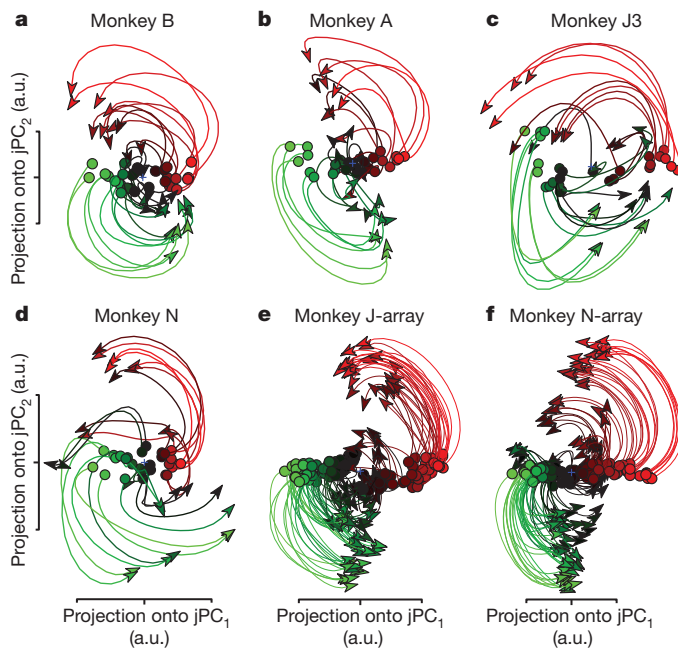 a Monkey B
b Monkey A
c Monkey J3
Projection onto jPC2 (a.u.)
d Monkey N
e Monkey J-array
f Monkey N-array
Projection onto jPC2 (a.u.)
Projection onto jPC1
(a.u.)
Projection onto jPC1
(a.u.)
Projection onto jPC1
(a.u.)